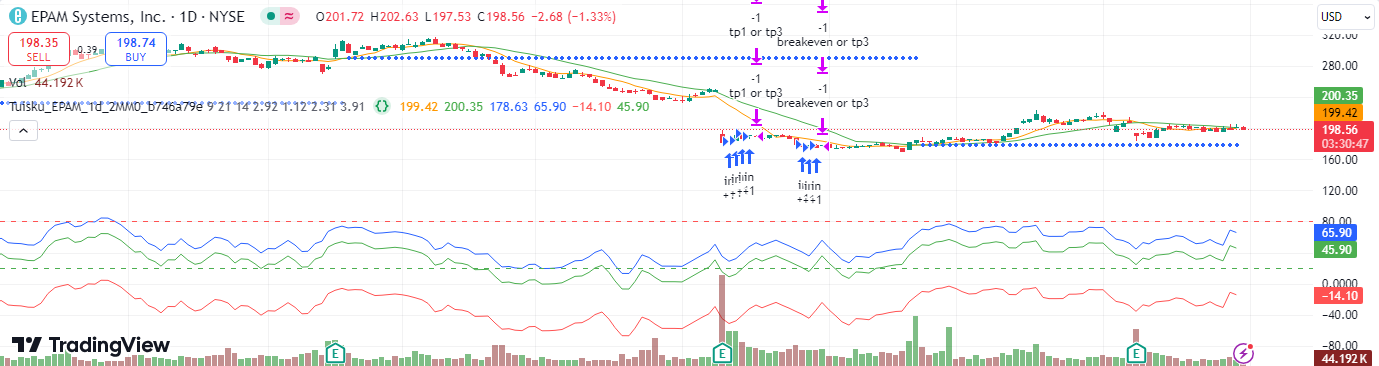 EPAM Systems, Inc. · 1D · NYSE
O201.72 H202.63 L197.53 C198.56 −2.68 (−1.33%)
USD
198.35
SELL
0.39
198.74
BUY
Vol 44.192 K
9 21 14 2.92 1.12 2.31 3.91 199.42 200.35 178.63 65.90 −14.10 45.90
-1
tp1 or tp3
-1
tp1 or tp3
-1
breakeven or tp3
-1
breakeven or tp3
320.00
280.00
200.35
199.42
198.56
03:30:47
160.00
120.00
80.00
65.90
45.90
0.0000
−14.10
−40.00
−80.00
44.192 K
E
E
E
TradingView